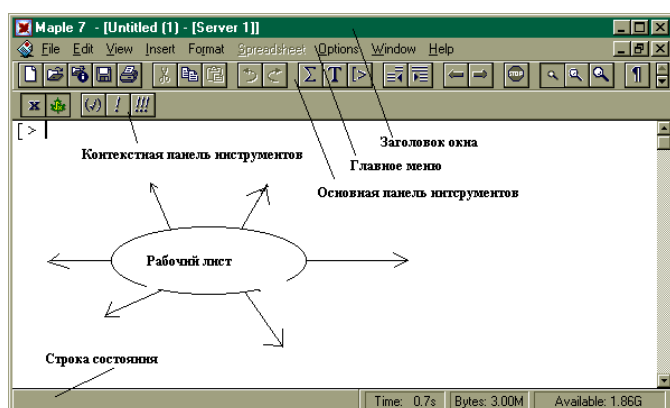 Maple 7 - [Untitled (1) - [Server 1]]
File Edit View Insert Format Spreadsheet Options Window Help
Σ T [>
STOP
¶
x
(√) ! !!!
[ >
Заголовок окна
Контекстная панель инструментов
Главное меню
Основная панель нитсрументов
Рабочий лист
Строка состояния
Time: 0.7s Bytes: 3.00M Available: 1.86G